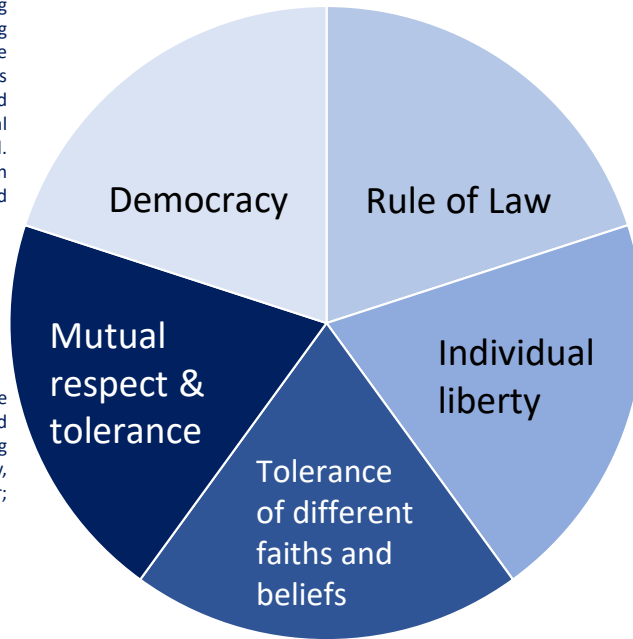 Democracy
Rule of Law
Mutual
respect &
tolerance
Individual
liberty
Tolerance
of different
faiths and
beliefs